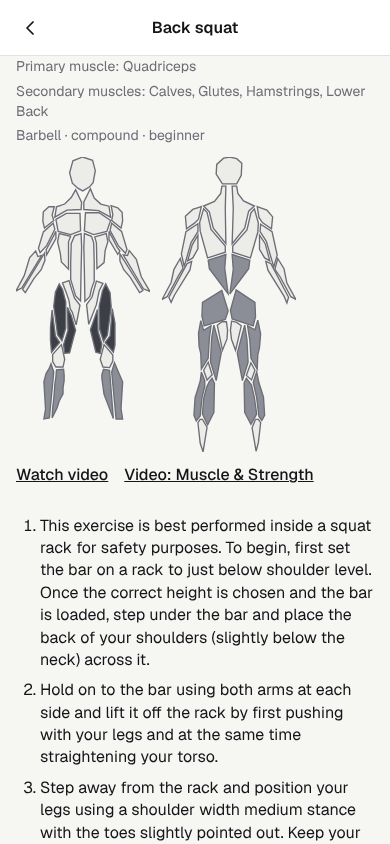 Back squat
Primary muscle: Quadriceps
Secondary muscles: Calves, Glutes, Hamstrings, Lower
Back
Barbell · compound · beginner
Watch video Video: Muscle & Strength
1. This exercise is best performed inside a squat
rack for safety purposes. To begin, first set
the bar on a rack to just below shoulder level.
Once the correct height is chosen and the bar
is loaded, step under the bar and place the
back of your shoulders (slightly below the
neck) across it.
2. Hold on to the bar using both arms at each
side and lift it off the rack by first pushing
with your legs and at the same time
straightening your torso.
3. Step away from the rack and position your
legs using a shoulder width medium stance
with the toes slightly pointed out. Keep your